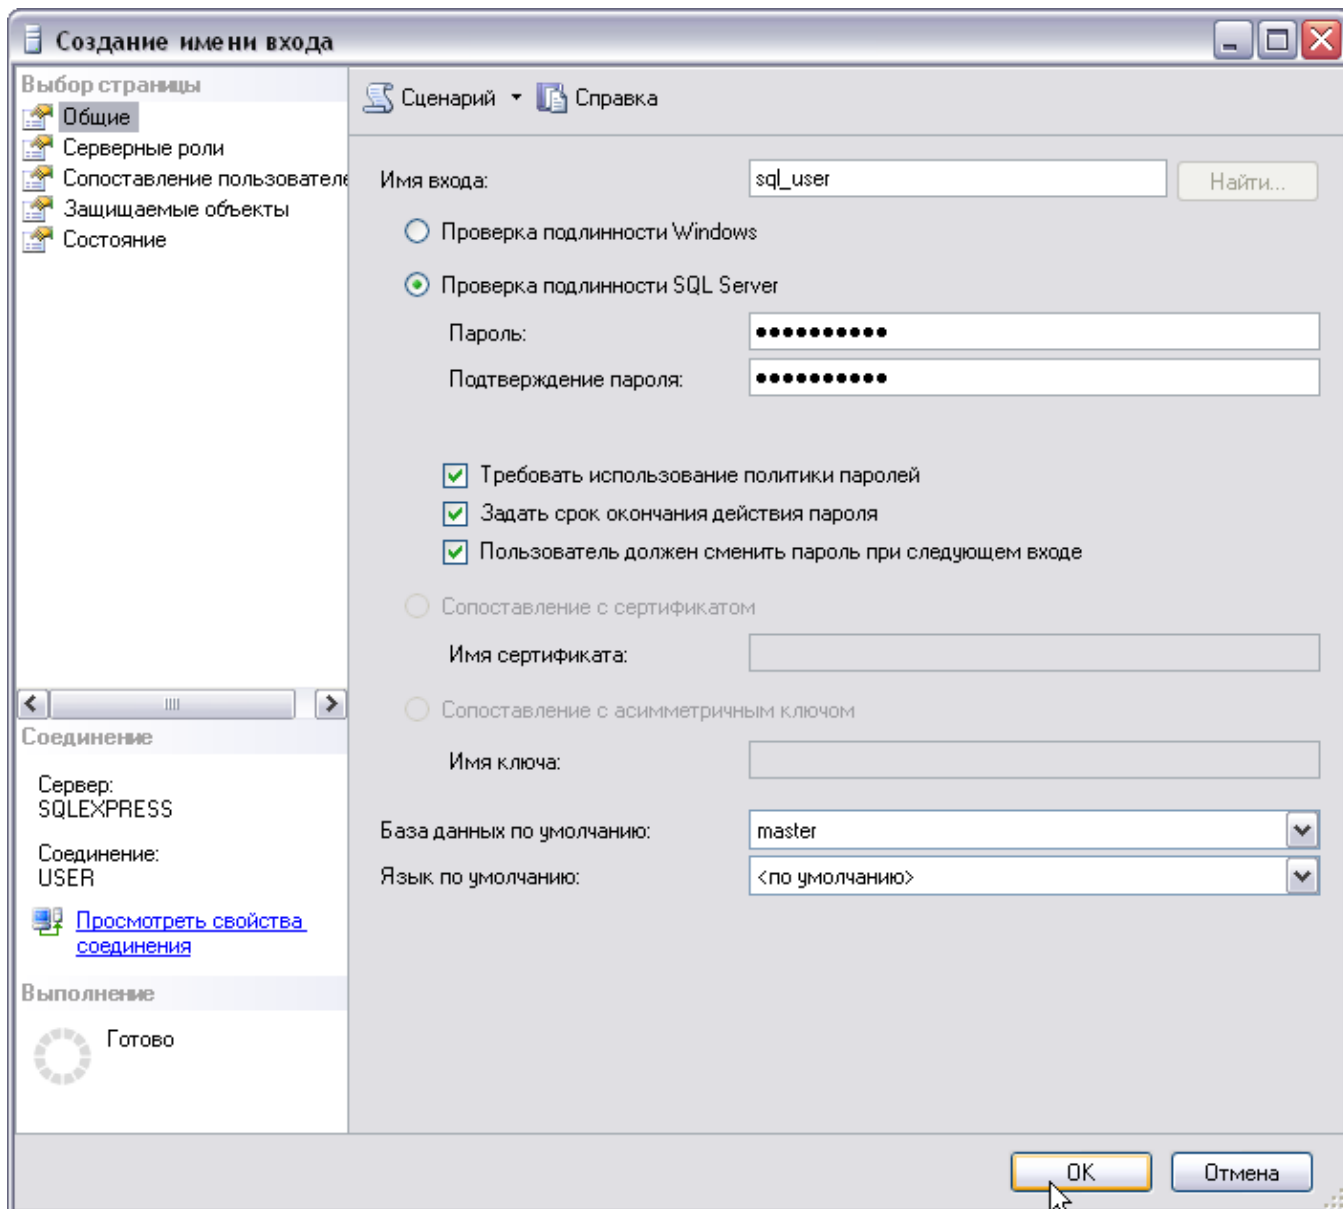 Создание имени входа
Выбор страницы
Общие
Серверные роли
Сопоставление пользователе
Защищаемые объекты
Состояние
Сценарий
Справка
Имя входа:
sql_user
Найти...
Проверка подлинности Windows
Проверка подлинности SQL Server
Пароль:
●●●●●●●●●●
Подтверждение пароля:
●●●●●●●●●●
Требовать использование политики паролей
Задать срок окончания действия пароля
Пользователь должен сменить пароль при следующем входе
Сопоставление с сертификатом
Имя сертификата:
Сопоставление с асимметричным ключом
Имя ключа:
База данных по умолчанию:
master
Язык по умолчанию:
<по умолчанию>
Соединение
Сервер:
SQLEXPRESS
Соединение:
USER
Просмотреть свойства
соединения
Выполнение
Готово
OK
Отмена